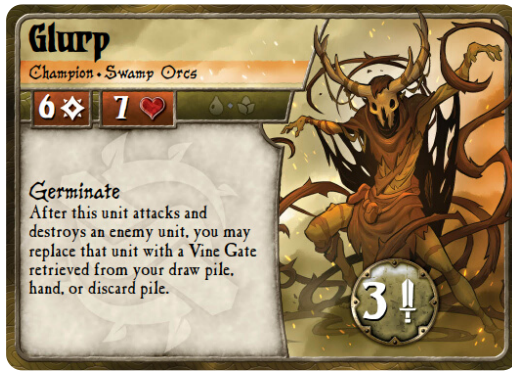 Glurp
Champion • Swamp Orcs
6 7
Germinate
After this unit attacks and
destroys an enemy unit, you may
replace that unit with a Vine Gate
retrieved from your draw pile,
hand, or discard pile.
3